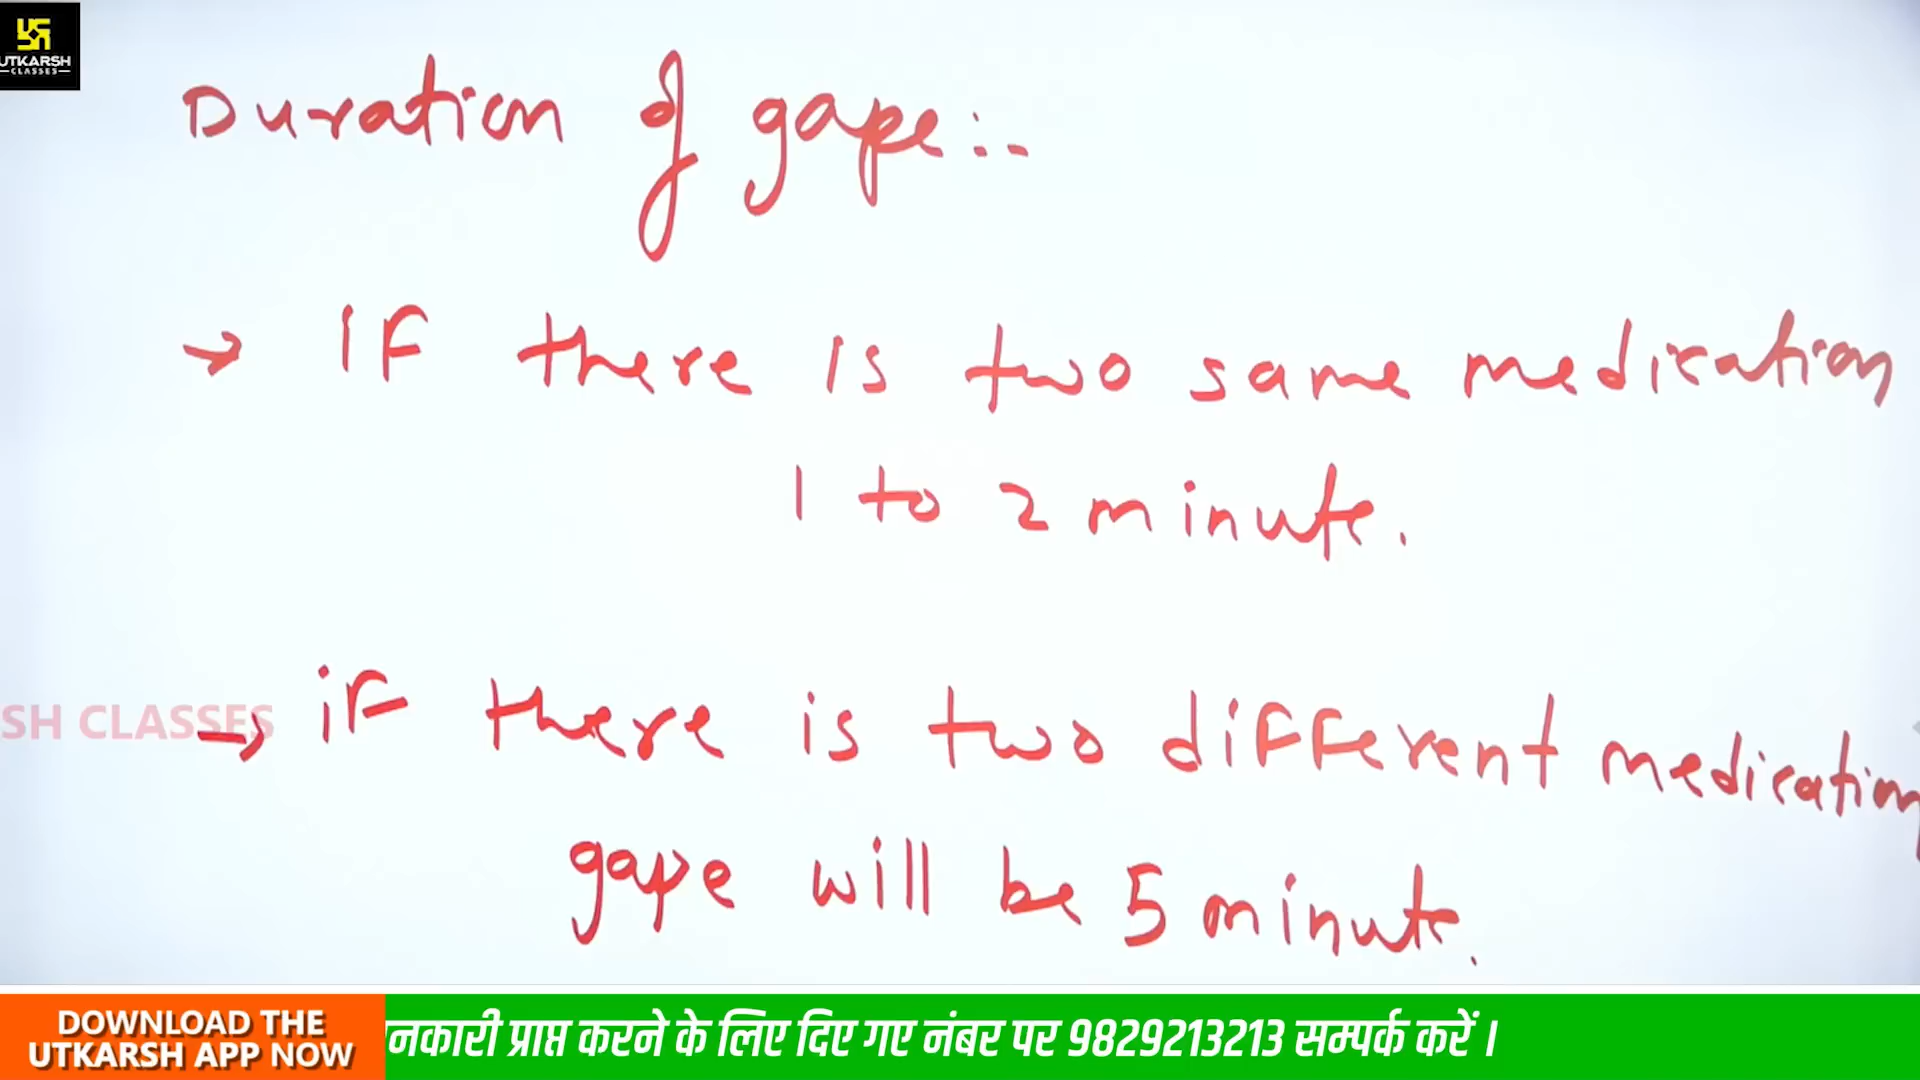 UTKARSH
CLASSES
Duration of gape:-
→ IF there is two same medication
1 to 2 minute.
SH CLASSES
→ iF there is two different medication
gape will be 5 minute.
DOWNLOAD THE
UTKARSH APP NOW
नकारी प्राप्त करने के लिए दिए गए नंबर पर 9829213213 सम्पर्क करें ।